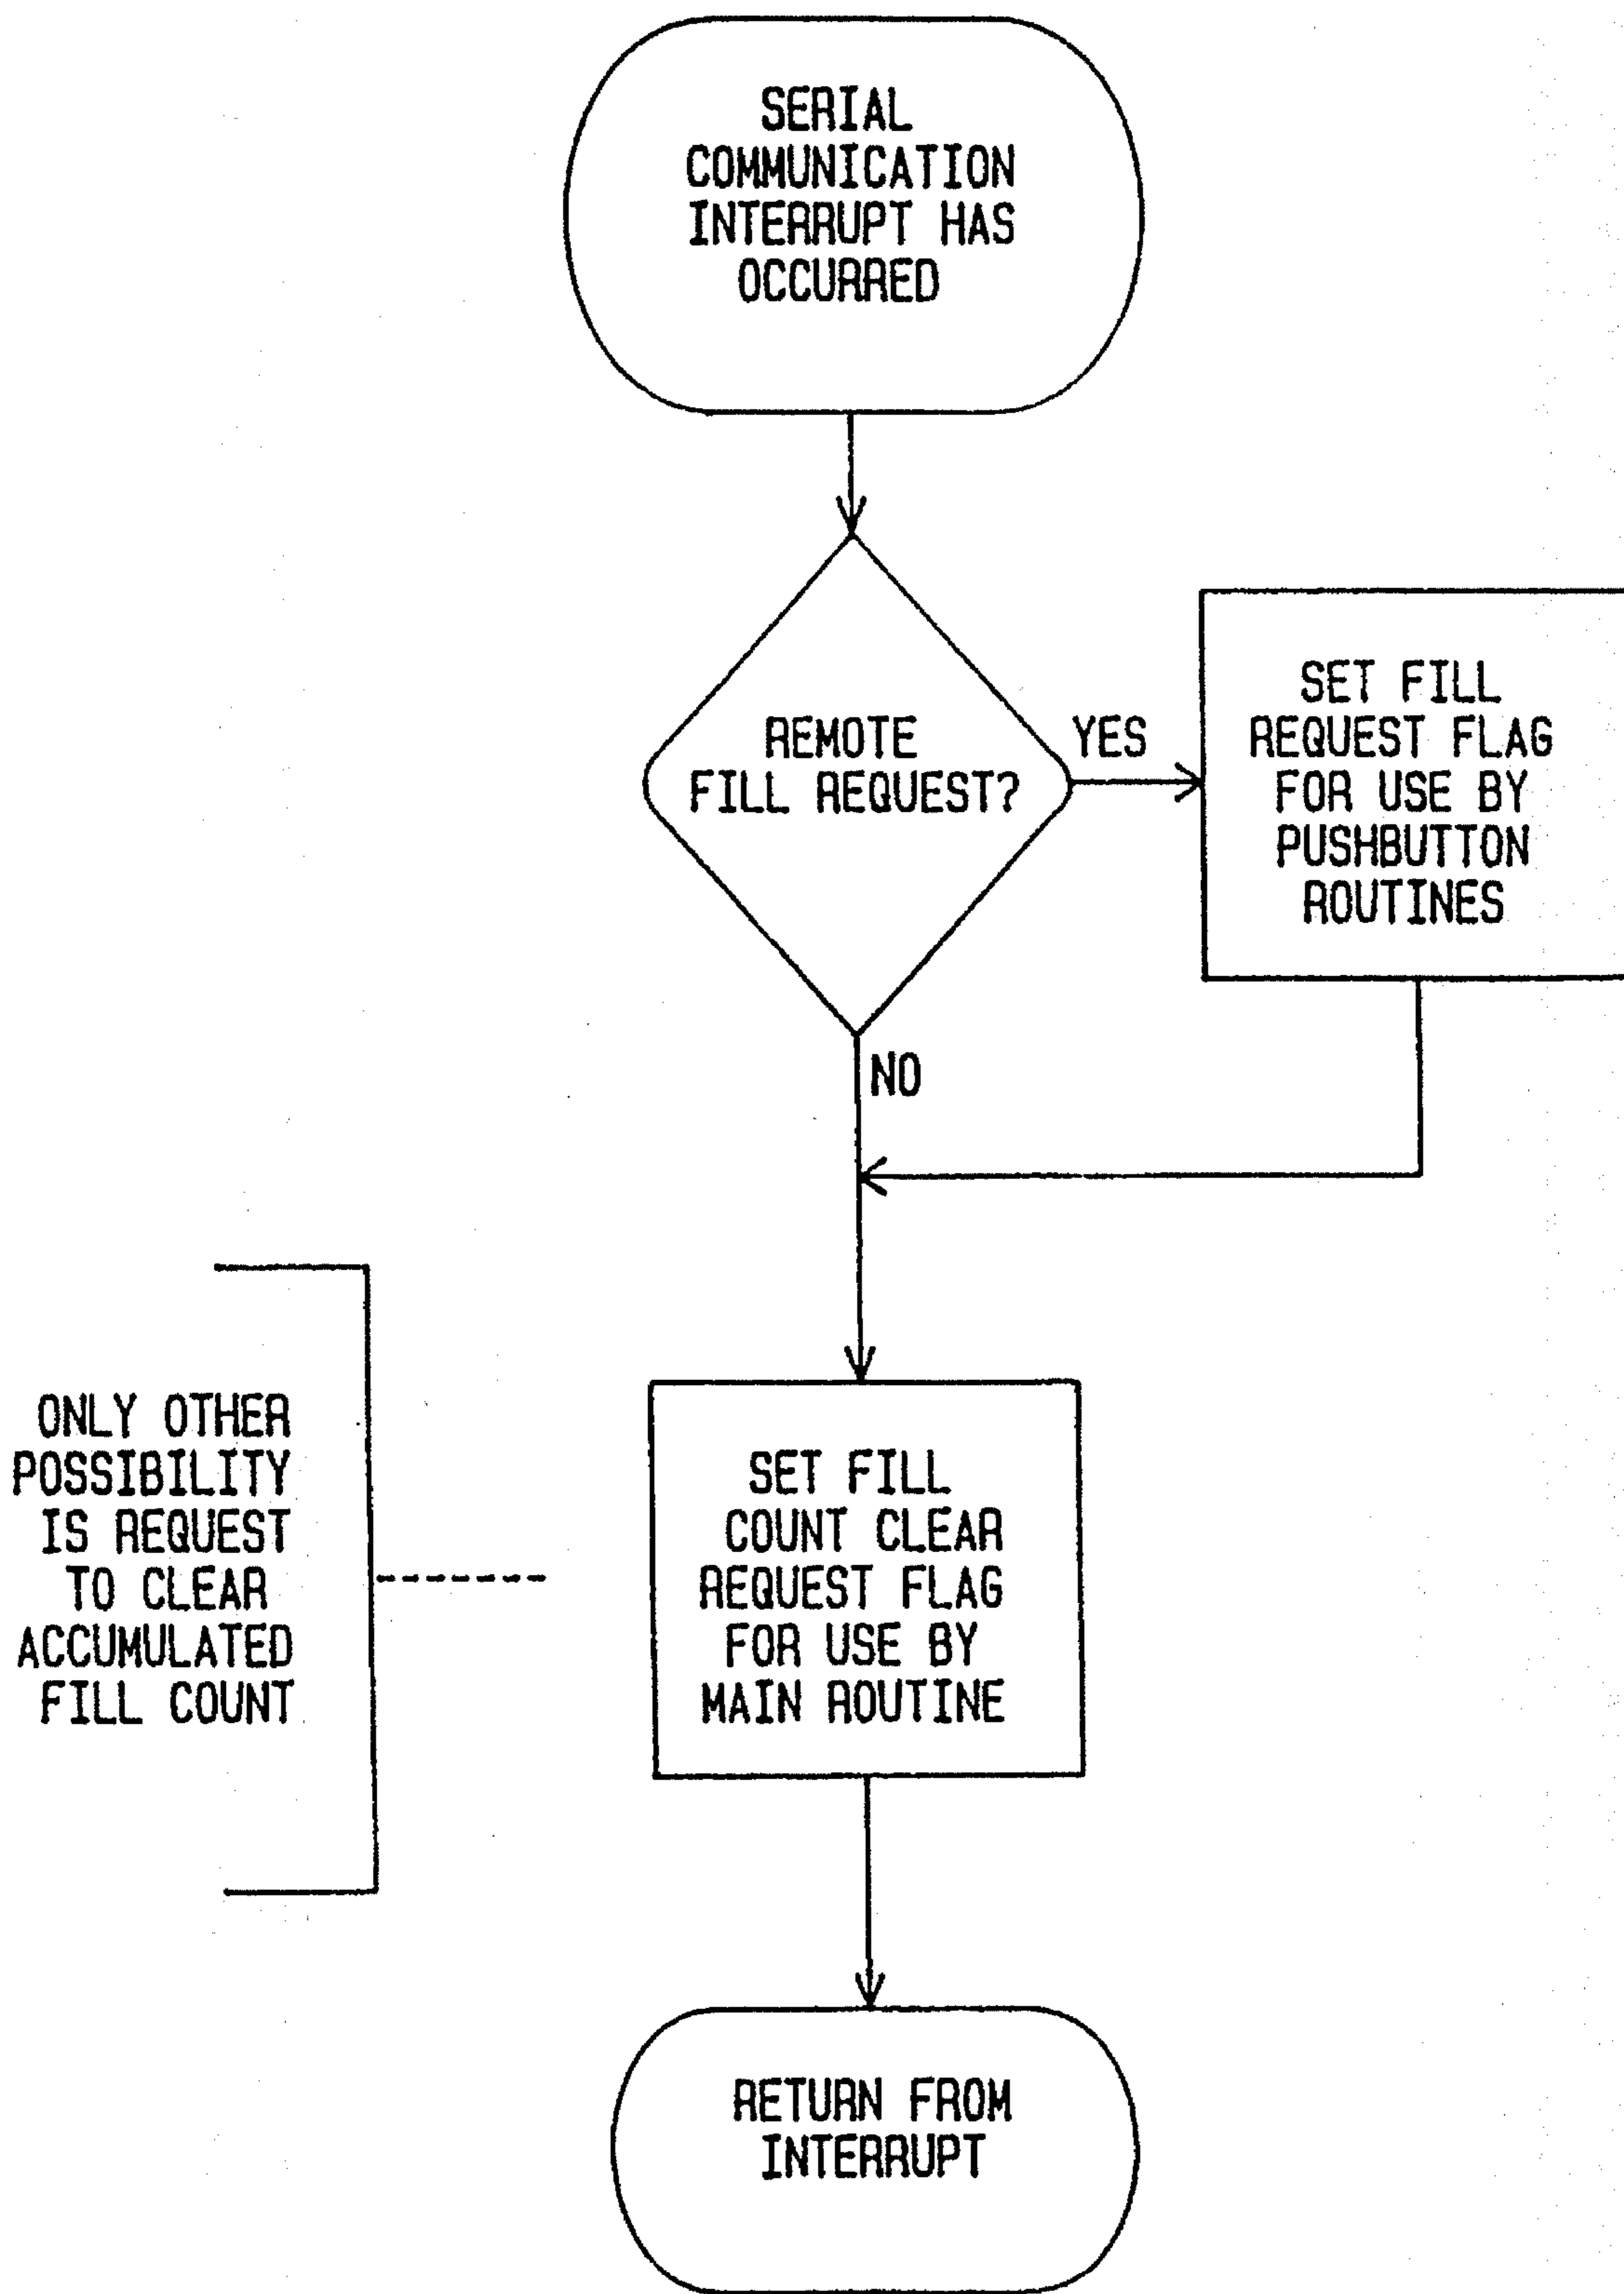 SERIAL
COMMUNICATION
INTERRUPT HAS
OCCURRED
REMOTE
FILL REQUEST?
YES
SET FILL
REQUEST FLAG
FOR USE BY
PUSHBUTTON
ROUTINES
NO
ONLY OTHER
POSSIBILITY
IS REQUEST
TO CLEAR
ACCUMULATED
FILL COUNT
SET FILL
COUNT CLEAR
REQUEST FLAG
FOR USE BY
MAIN ROUTINE
RETURN FROM
INTERRUPT